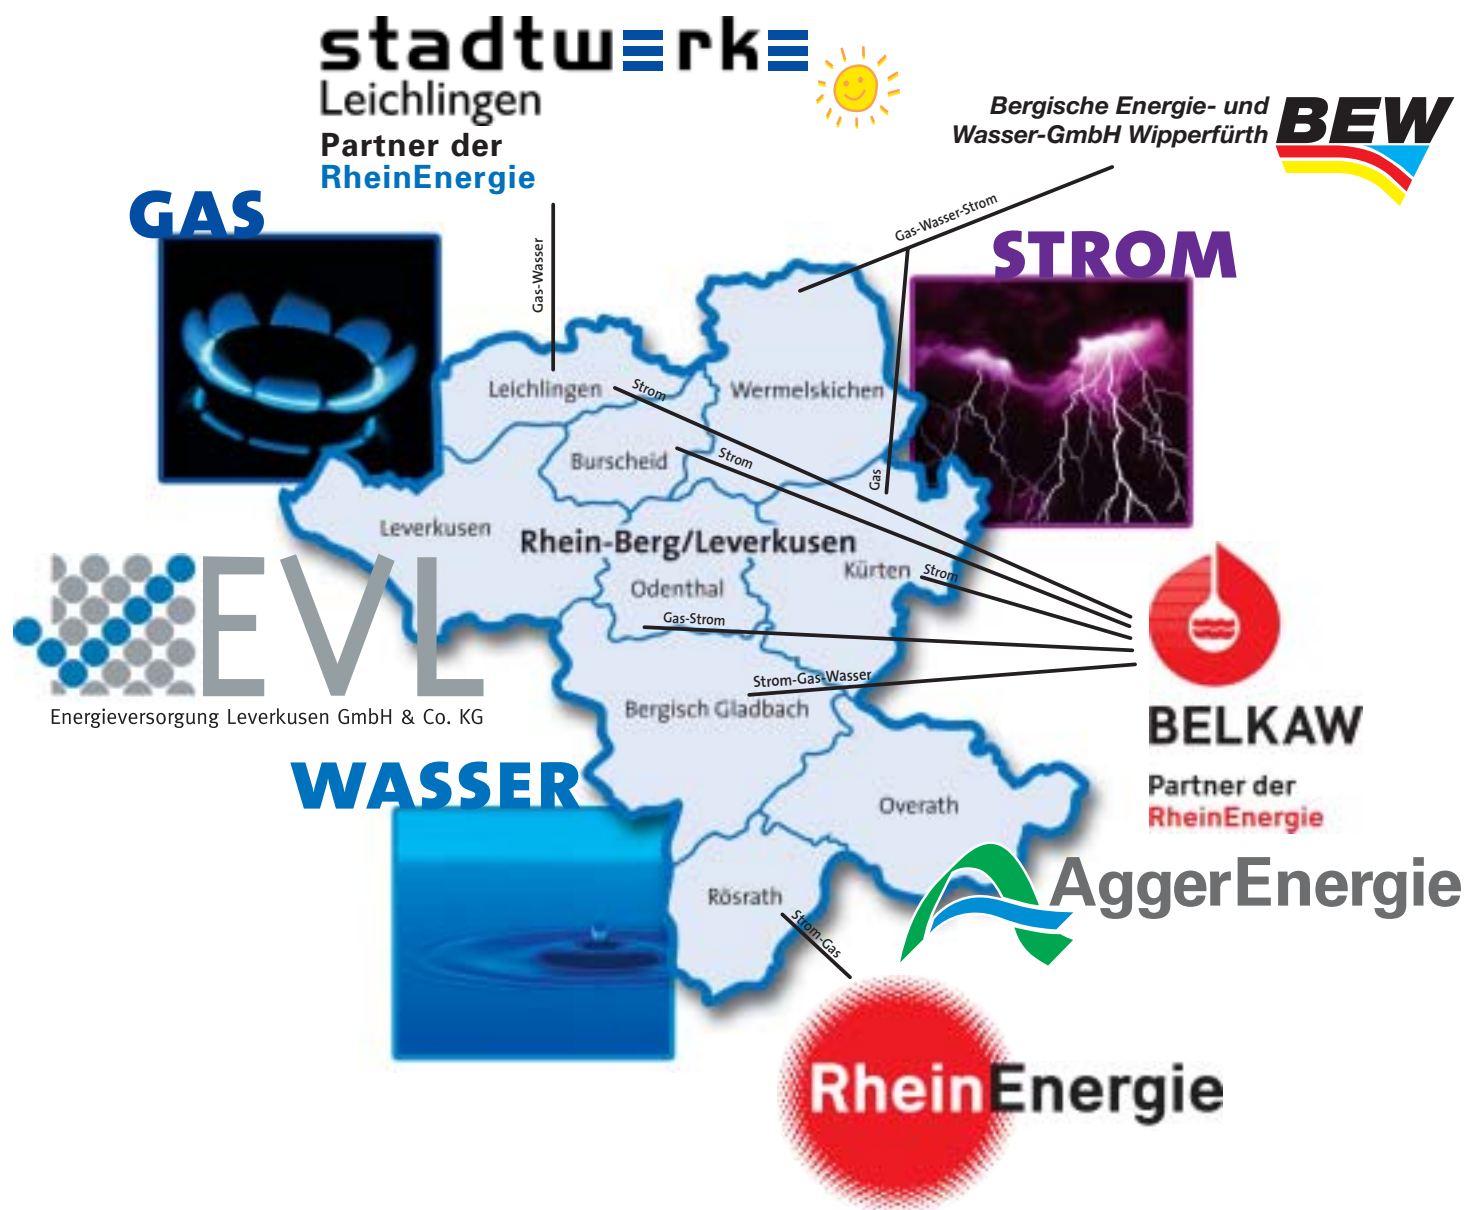 stadtwerke
Leichlingen
Partner der
RheinEnergie
Bergische Energie- und
Wasser-GmbH Wipperfürth
BEW
GAS
STROM
Gas-Wasser
Gas-Wasser-Strom
Leichlingen
Strom
Wermelskichen
Burscheid
Strom
Gas
Leverkusen
Rhein-Berg/Leverkusen
Kürten
Strom
Odenthal
Gas-Strom
EVL
Energieversorgung Leverkusen GmbH & Co. KG
Strom-Gas-Wasser
Bergisch Gladbach
BELKAW
Partner der
RheinEnergie
WASSER
Overath
AggerEnergie
Rösrath
Strom-Gas
RheinEnergie